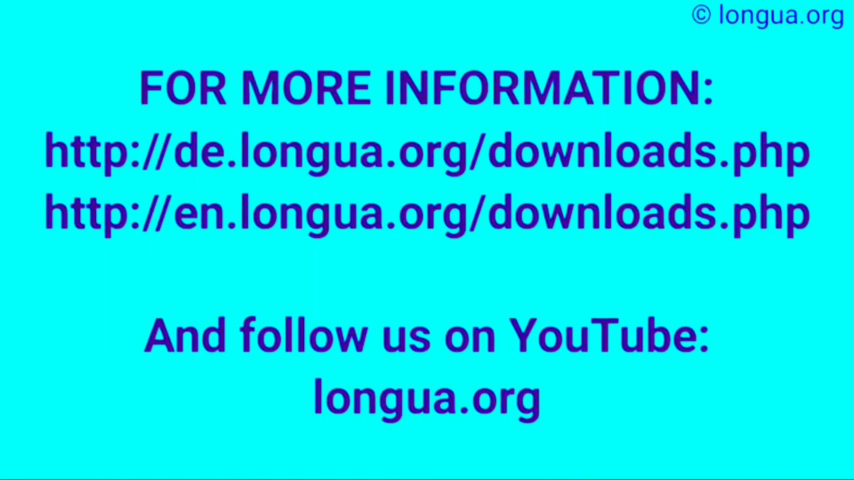 © longua.org
FOR MORE INFORMATION:
http://de.longua.org/downloads.php
http://en.longua.org/downloads.php
And follow us on YouTube:
longua.org